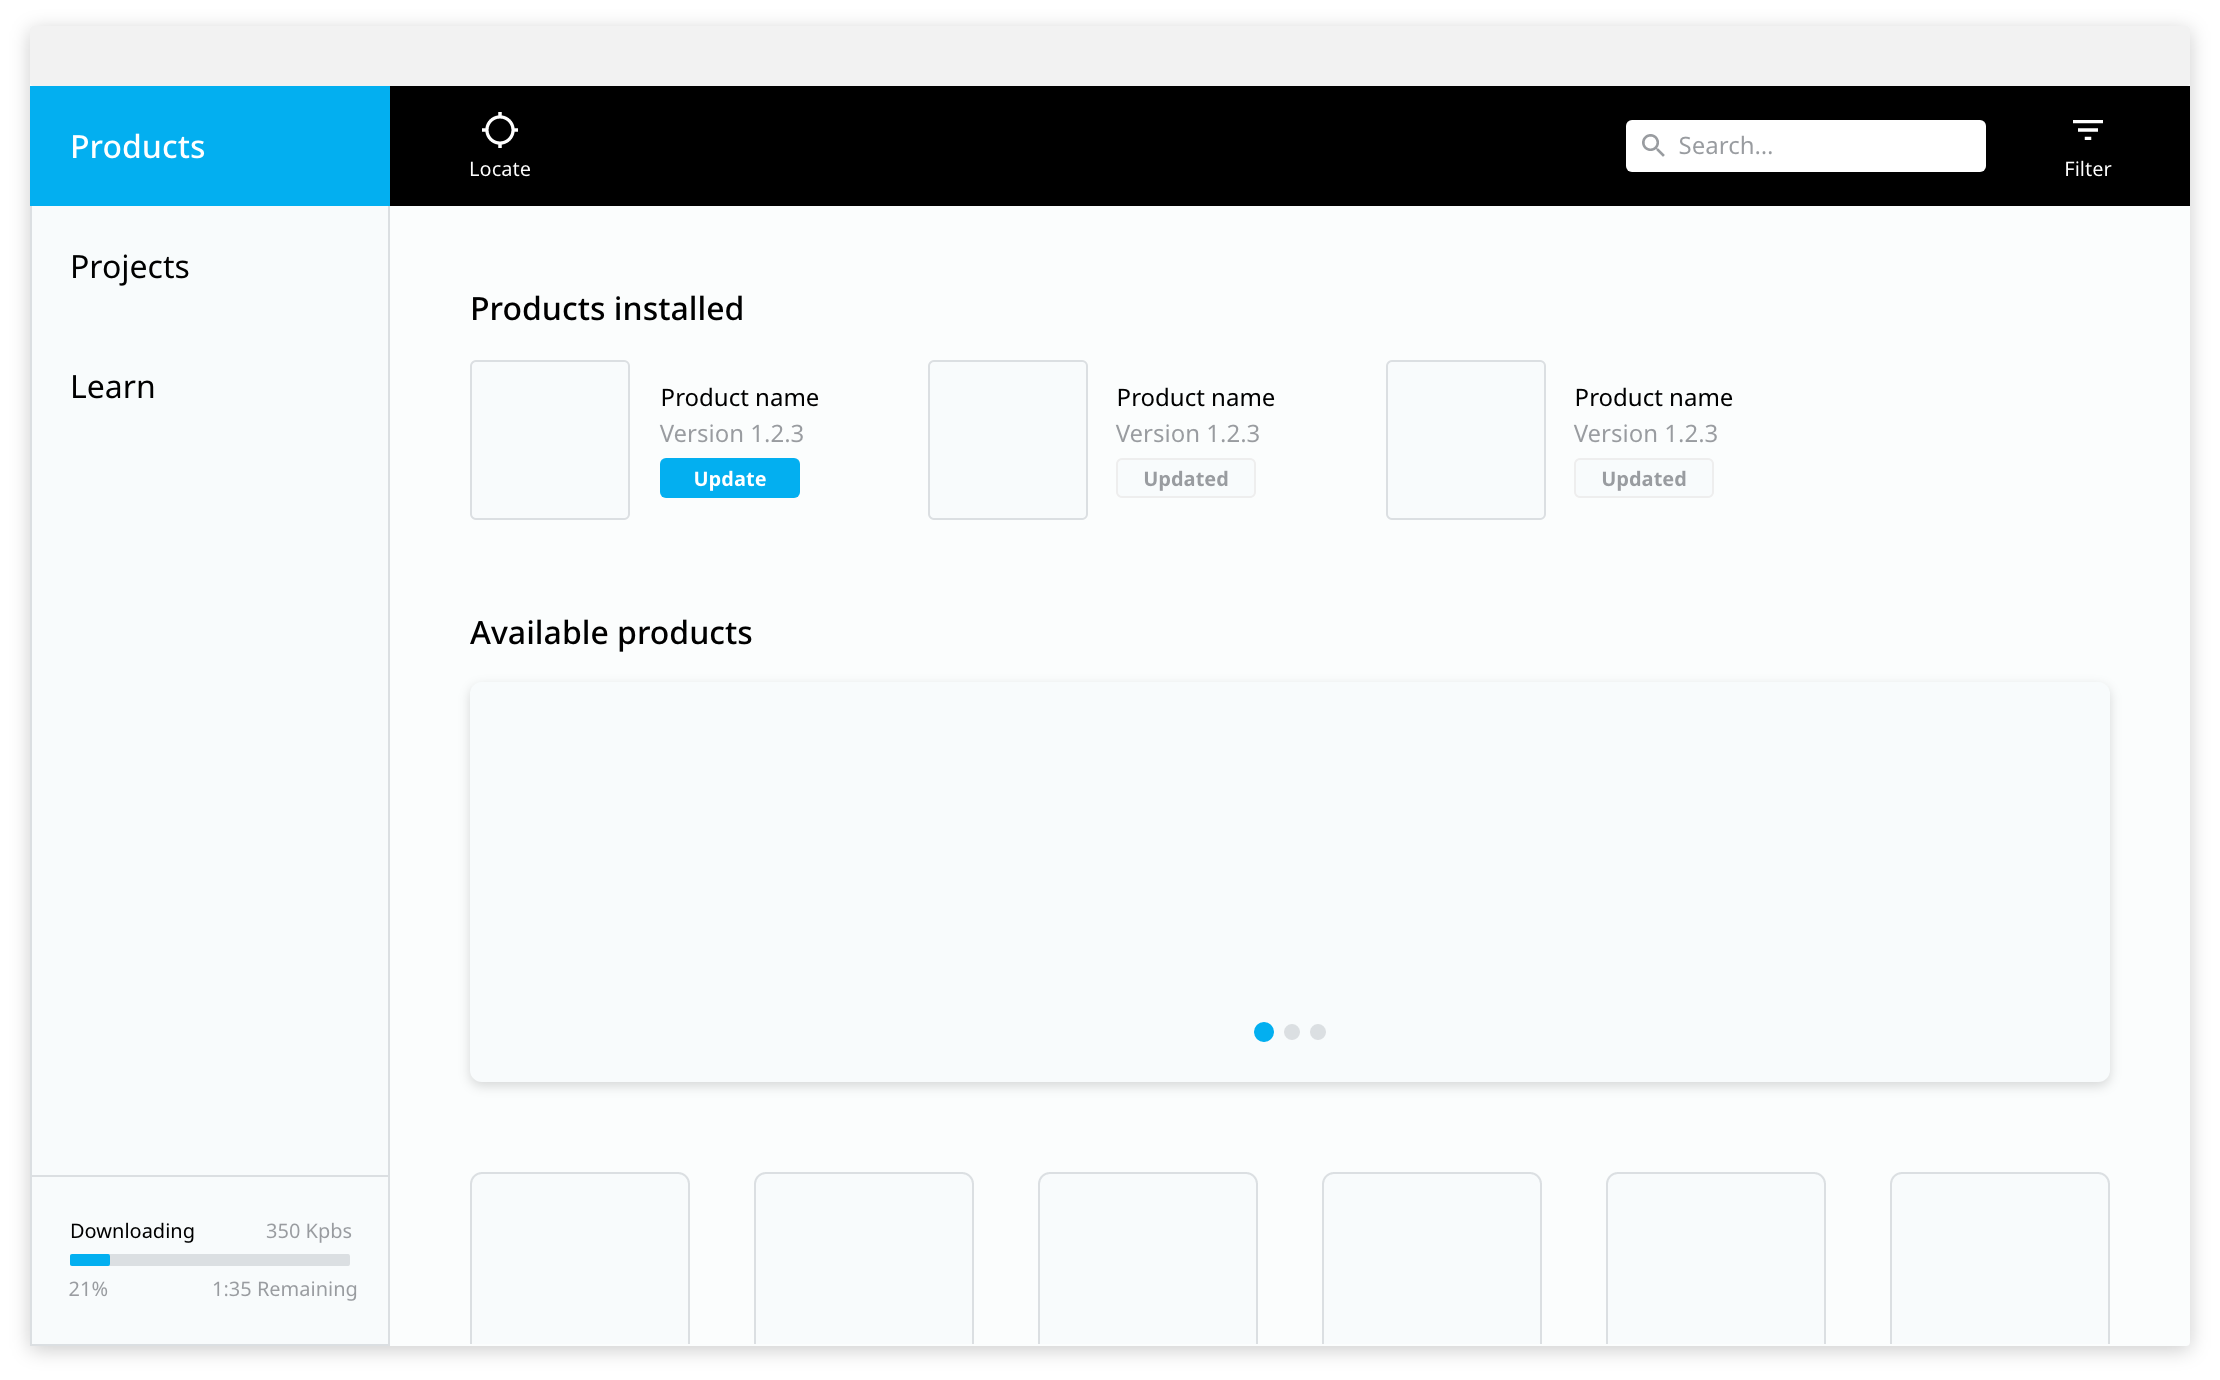 Products
Locate
Search...
Filter
Projects
Learn
Products installed
Product name
Version 1.2.3
Update
Product name
Version 1.2.3
Updated
Product name
Version 1.2.3
Updated
Available products
Downloading 350 Kpbs
21% 1:35 Remaining